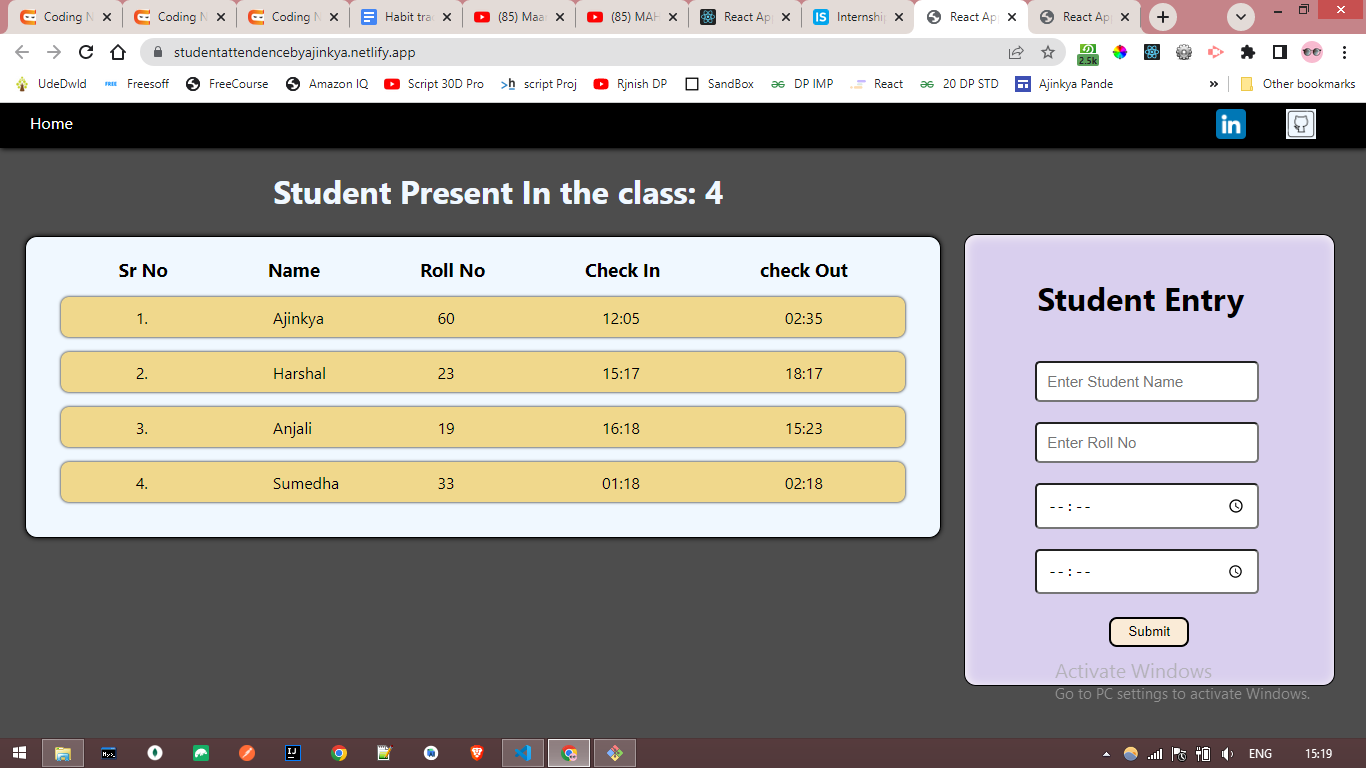 Coding N
Coding N
Coding N
Habit tra
(85) Maa
(85) MAH
React Ap
Internshi
React Ap
React Ap
studentattendencebyajinkya.netlify.app
2.5k
UdeDwld
FREE
Freesoff
FreeCourse
Amazon IQ
Script 30D Pro
>h
script Proj
Rjnish DP
SandBox
DP IMP
React
20 DP STD
Ajinkya Pande
»
Other bookmarks
Home
in
Student Present In the class: 4
Sr No Name Roll No Check In check Out
1. Ajinkya 60 12:05 02:35
2. Harshal 23 15:17 18:17
3. Anjali 19 16:18 15:23
4. Sumedha 33 01:18 02:18
Student Entry
Enter Student Name
Enter Roll No
--:--
--:--
Submit
Activate Windows
Go to PC settings to activate Windows.
ENG
15:19